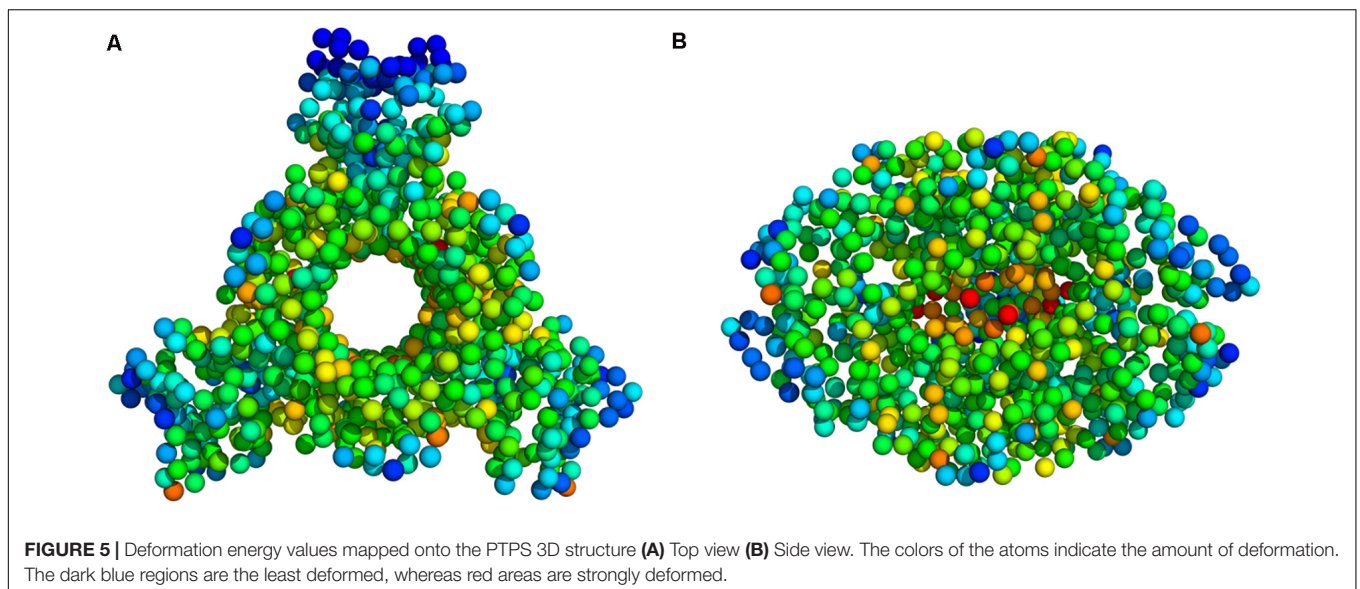 A
B
FIGURE 5 | Deformation energy values mapped onto the PTPS 3D structure (A) Top view (B) Side view. The colors of the atoms indicate the amount of deformation.
The dark blue regions are the least deformed, whereas red areas are strongly deformed.